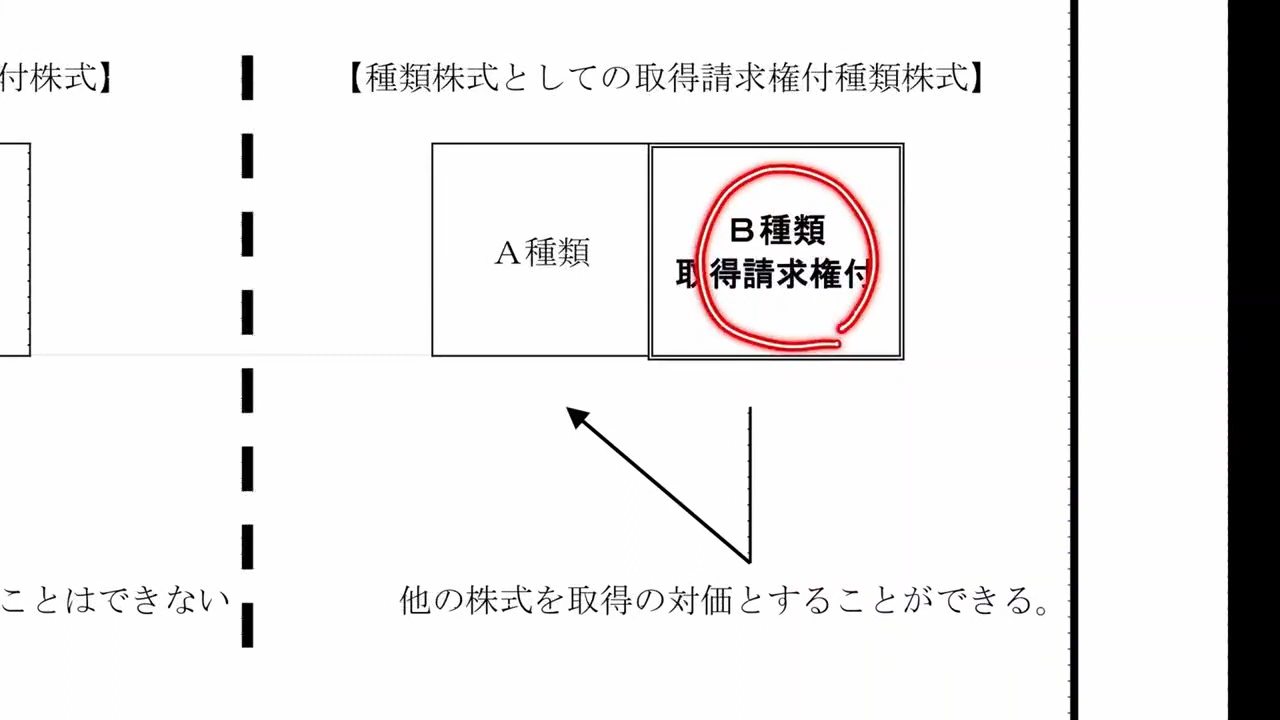 付株式】
【種類株式としての取得請求権付種類株式】
Ａ種類
Ｂ種類
取得請求権付
ことはできない
他の株式を取得の対価とすることができる。